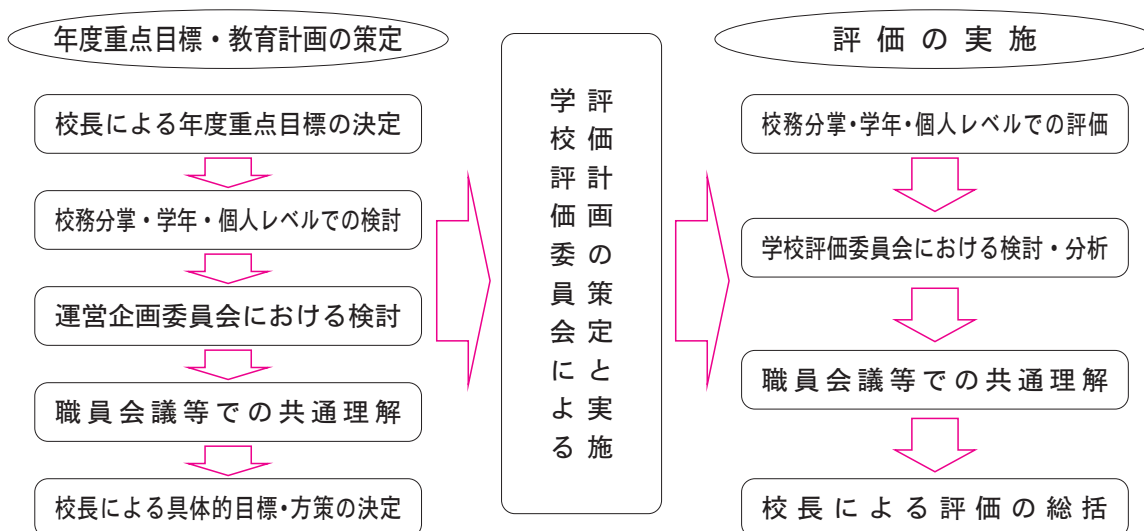 年度重点目標・教育計画の策定
校長による年度重点目標の決定
校務分掌・学年・個人レベルでの検討
運営企画委員会における検討
職員会議等での共通理解
校長による具体的目標・方策の決定
評価計画の策定と実施
学校評価委員会による
評価の実施
校務分掌・学年・個人レベルでの評価
学校評価委員会における検討・分析
職員会議等での共通理解
校長による評価の総括